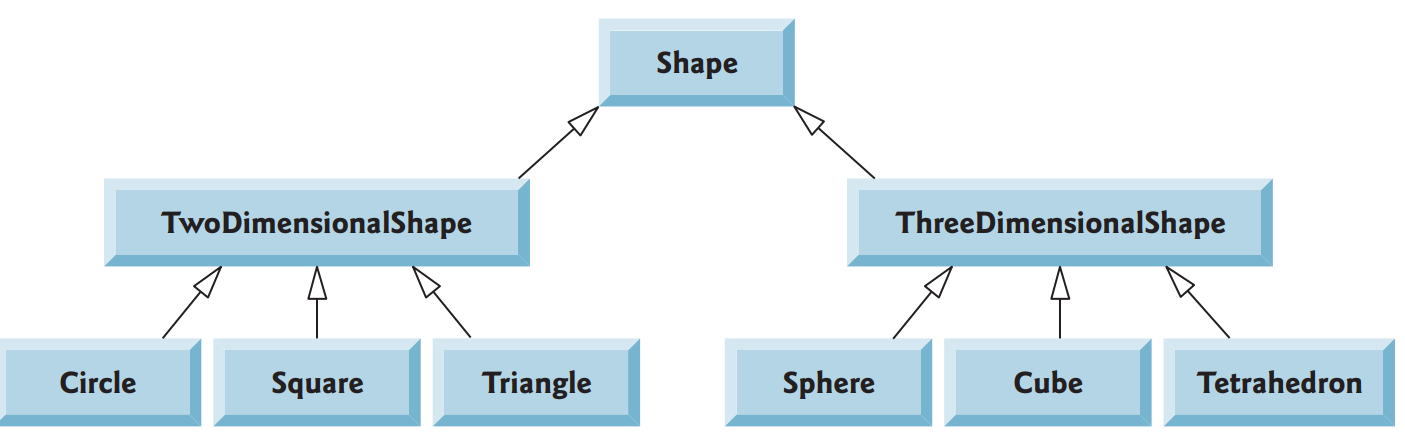 Shape
TwoDimensionalShape
ThreeDimensionalShape
Circle
Square
Triangle
Sphere
Cube
Tetrahedron